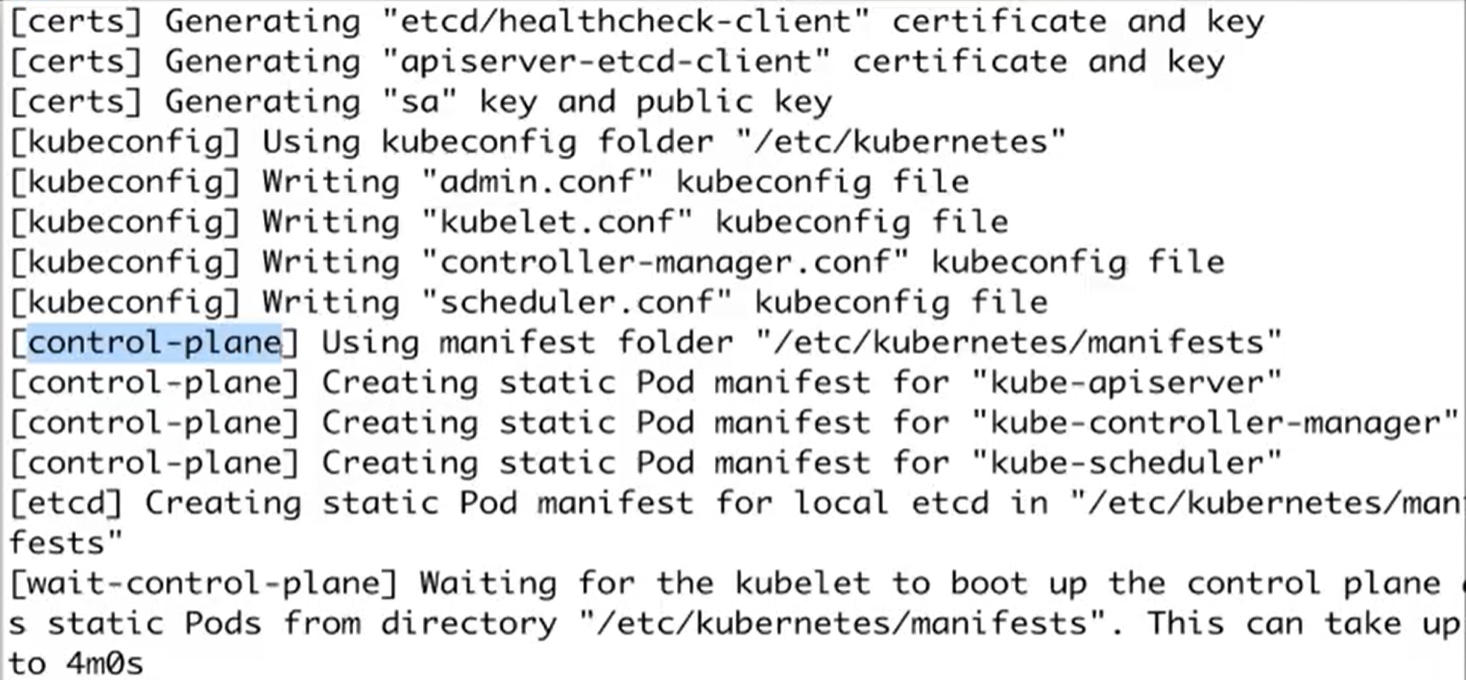 [certs] Generating "etcd/healthcheck-client" certificate and key
[certs] Generating "apiserver-etcd-client" certificate and key
[certs] Generating "sa" key and public key
[kubeconfig] Using kubeconfig folder "/etc/kubernetes"
[kubeconfig] Writing "admin.conf" kubeconfig file
[kubeconfig] Writing "kubelet.conf" kubeconfig file
[kubeconfig] Writing "controller-manager.conf" kubeconfig file
[kubeconfig] Writing "scheduler.conf" kubeconfig file
[control-plane] Using manifest folder "/etc/kubernetes/manifests"
[control-plane] Creating static Pod manifest for "kube-apiserver"
[control-plane] Creating static Pod manifest for "kube-controller-manager"
[control-plane] Creating static Pod manifest for "kube-scheduler"
[etcd] Creating static Pod manifest for local etcd in "/etc/kubernetes/man
fests"
[wait-control-plane] Waiting for the kubelet to boot up the control plane
s static Pods from directory "/etc/kubernetes/manifests". This can take up
to 4m0s